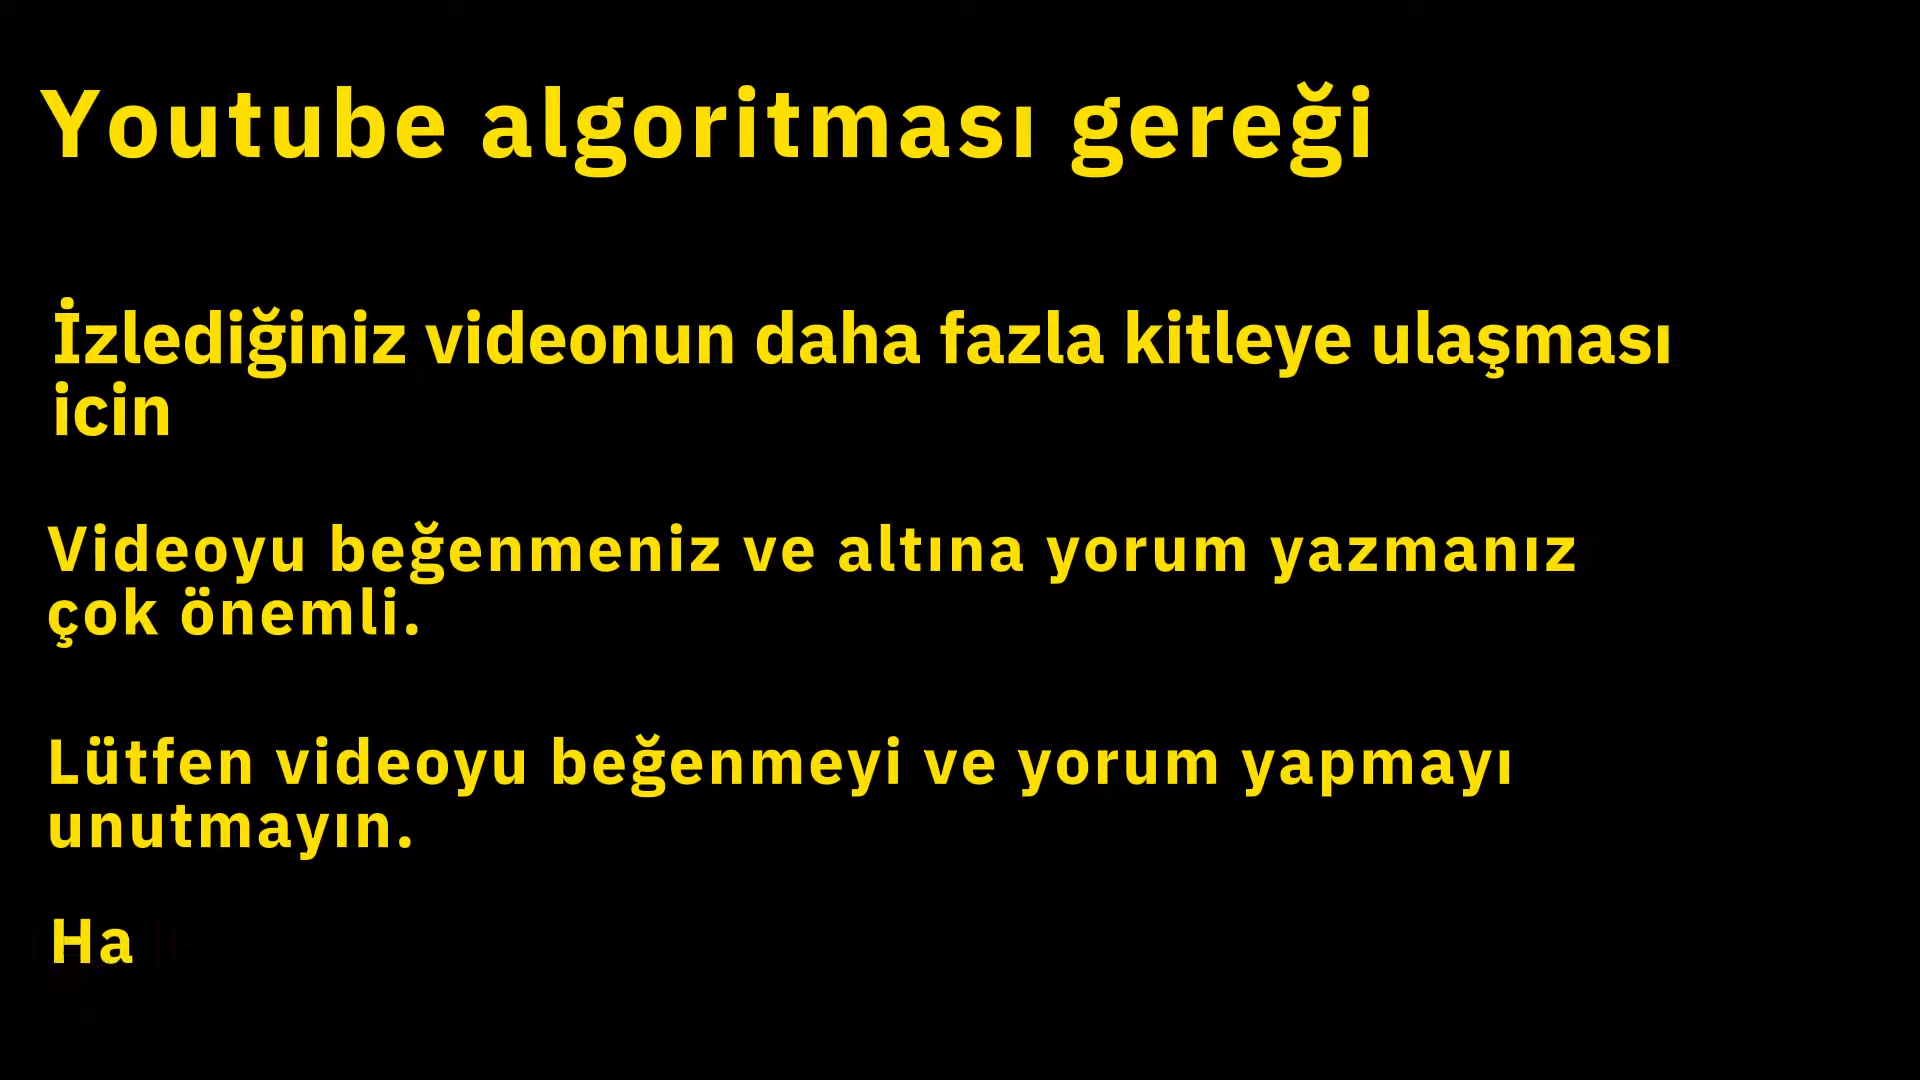 Youtube algoritması gereği
İzlediğiniz videonun daha fazla kitleye ulaşması
icin
Videoyu beğenmeniz ve altına yorum yazmanız
çok önemli.
Lütfen videoyu beğenmeyi ve yorum yapmayı
unutmayın.
Ha